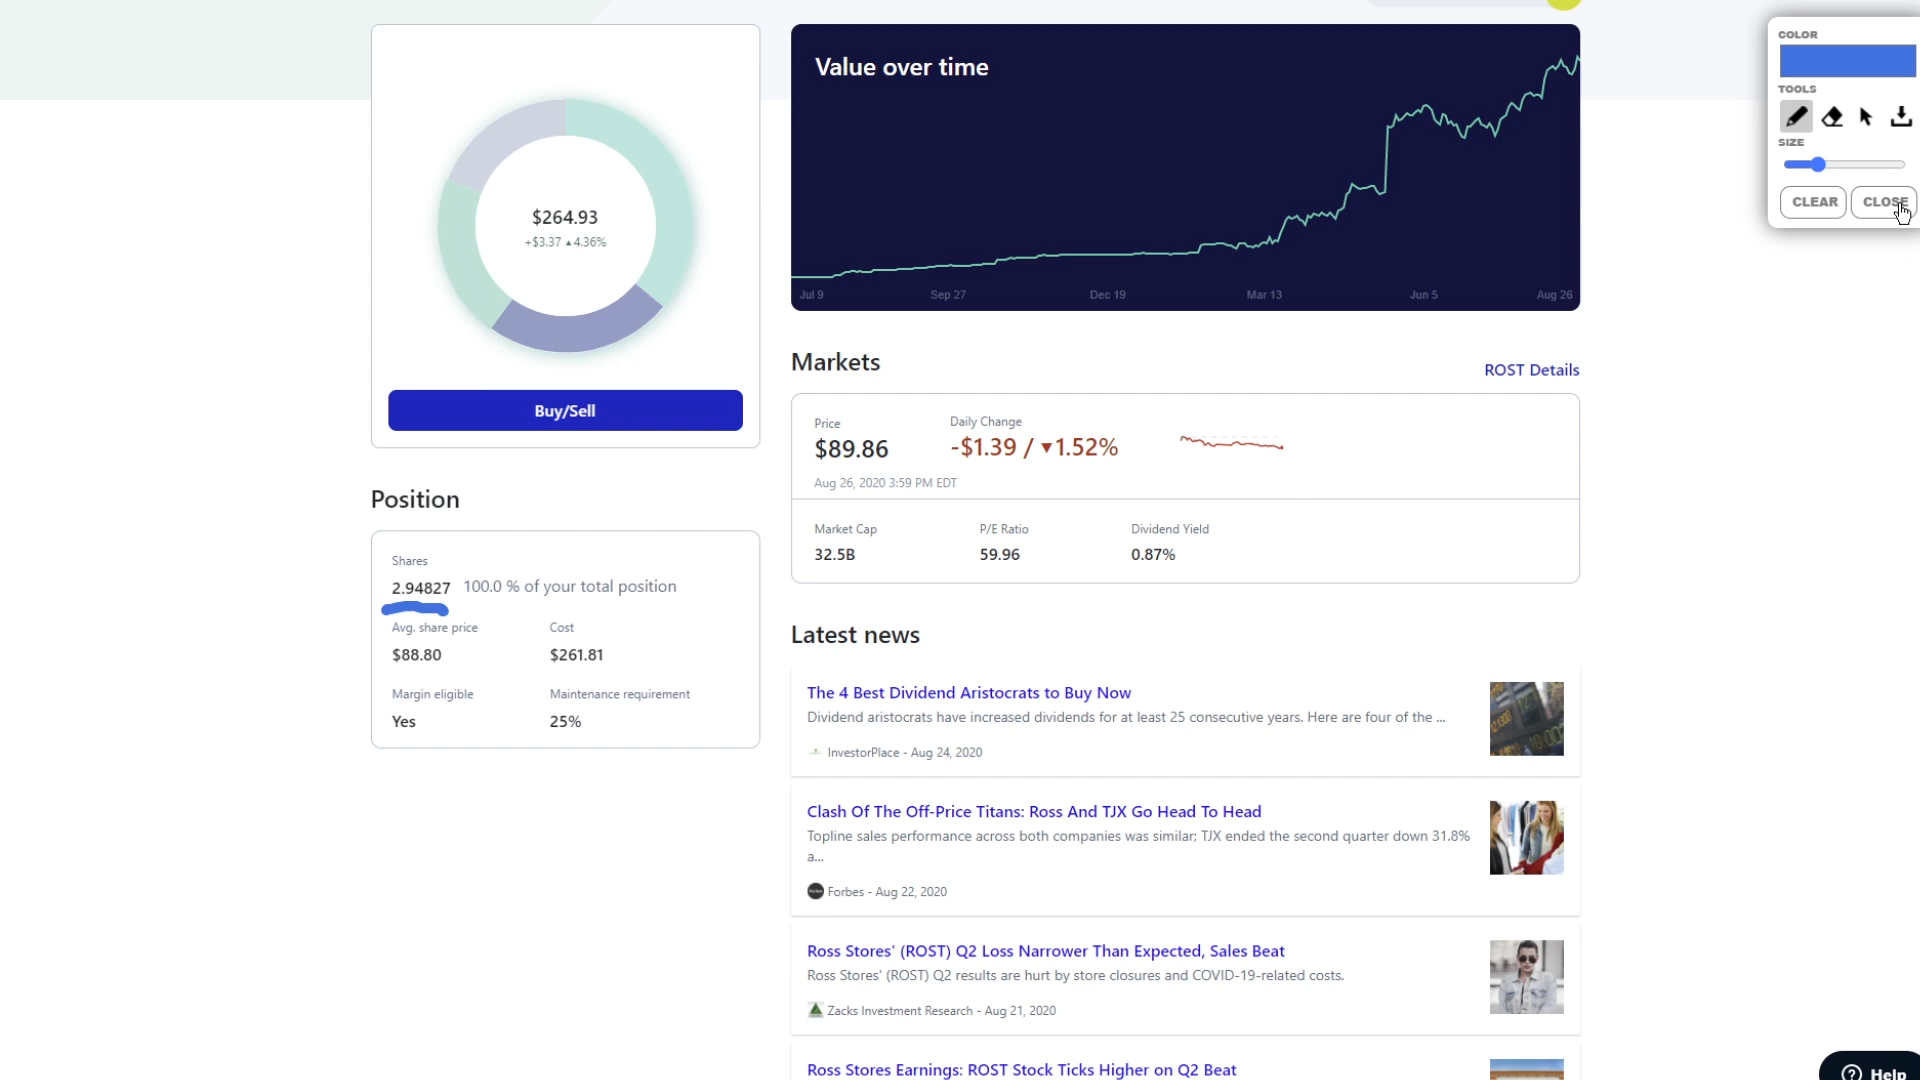 $264.93
+$3.37 ▲ 4.36%
Buy/Sell
Position
Shares
2.94827 100.0 % of your total position
Avg. share price Cost
$88.80 $261.81
Margin eligible Maintenance requirement
Yes 25%
Value over time
Jul 9 Sep 27 Dec 19 Mar 13 Jun 5 Aug 26
Markets
ROST Details
Price Daily Change
$89.86 -$1.39 / ▼1.52%
Aug 26, 2020 3:59 PM EDT
Market Cap P/E Ratio Dividend Yield
32.5B 59.96 0.87%
Latest news
The 4 Best Dividend Aristocrats to Buy Now
Dividend aristocrats have increased dividends for at least 25 consecutive years. Here are four of the ...
InvestorPlace - Aug 24, 2020
Clash Of The Off-Price Titans: Ross And TJX Go Head To Head
Topline sales performance across both companies was similar; TJX ended the second quarter down 31.8%
a...
Forbes - Aug 22, 2020
Ross Stores' (ROST) Q2 Loss Narrower Than Expected, Sales Beat
Ross Stores' (ROST) Q2 results are hurt by store closures and COVID-19-related costs.
Zacks Investment Research - Aug 21, 2020
Ross Stores Earnings: ROST Stock Ticks Higher on Q2 Beat
COLOR
TOOLS
SIZE
CLEAR CLOSE
Help